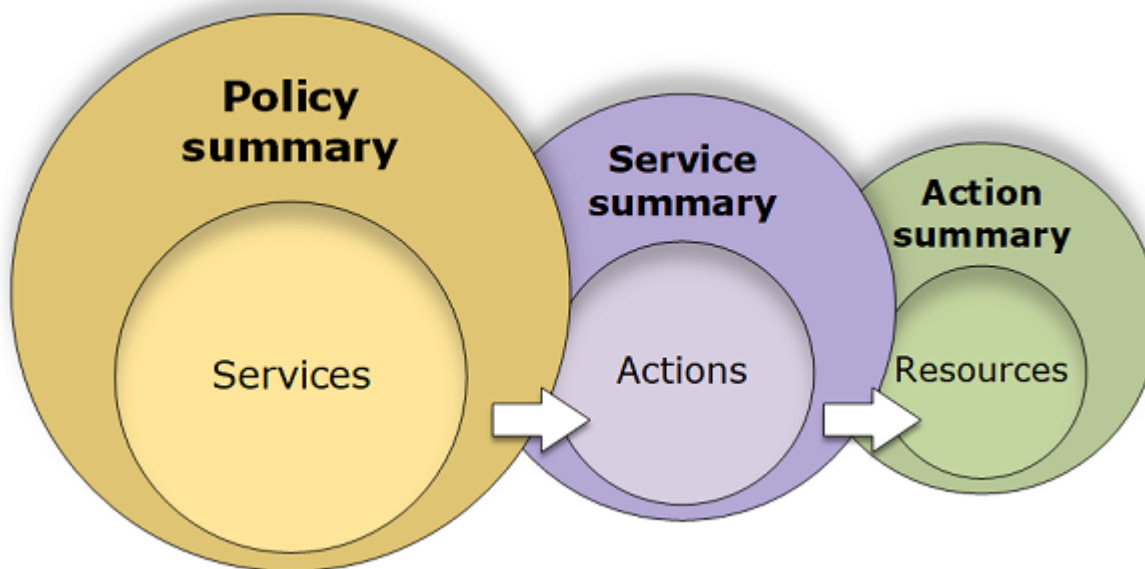 Policy
summary
Services
Service
summary
Actions
Action
summary
Resources